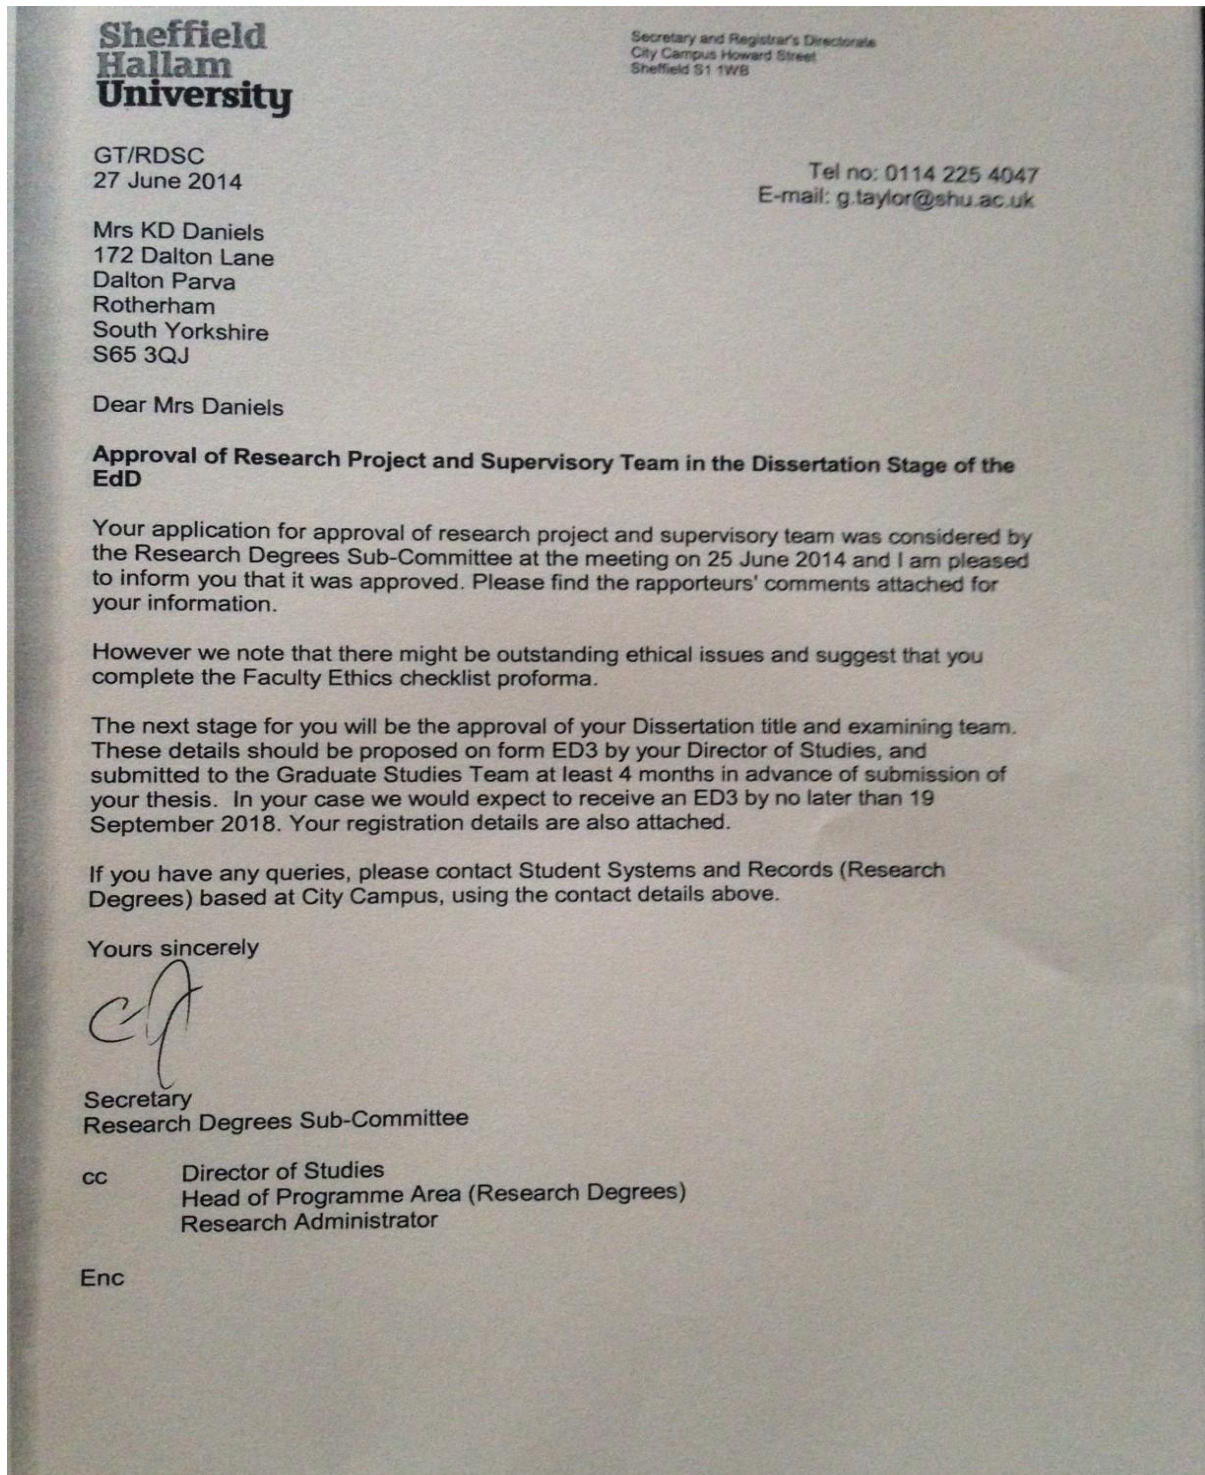 Sheffield
Hallam
University
Secretary and Registrar's Directorate
City Campus Howard Street
Sheffield S1 1WB
GT/RDSC
27 June 2014
Tel no: 0114 225 4047
E-mail: g.taylor@shu.ac.uk
Mrs KD Daniels
172 Dalton Lane
Dalton Parva
Rotherham
South Yorkshire
S65 3QJ
Dear Mrs Daniels
Approval of Research Project and Supervisory Team in the Dissertation Stage of the
EdD
Your application for approval of research project and supervisory team was considered by
the Research Degrees Sub-Committee at the meeting on 25 June 2014 and I am pleased
to inform you that it was approved. Please find the rapporteurs' comments attached for
your information.
However we note that there might be outstanding ethical issues and suggest that you
complete the Faculty Ethics checklist proforma.
The next stage for you will be the approval of your Dissertation title and examining team.
These details should be proposed on form ED3 by your Director of Studies, and
submitted to the Graduate Studies Team at least 4 months in advance of submission of
your thesis. In your case we would expect to receive an ED3 by no later than 19
September 2018. Your registration details are also attached.
If you have any queries, please contact Student Systems and Records (Research
Degrees) based at City Campus, using the contact details above.
Yours sincerely
Secretary
Research Degrees Sub-Committee
cc Director of Studies
Head of Programme Area (Research Degrees)
Research Administrator
Enc